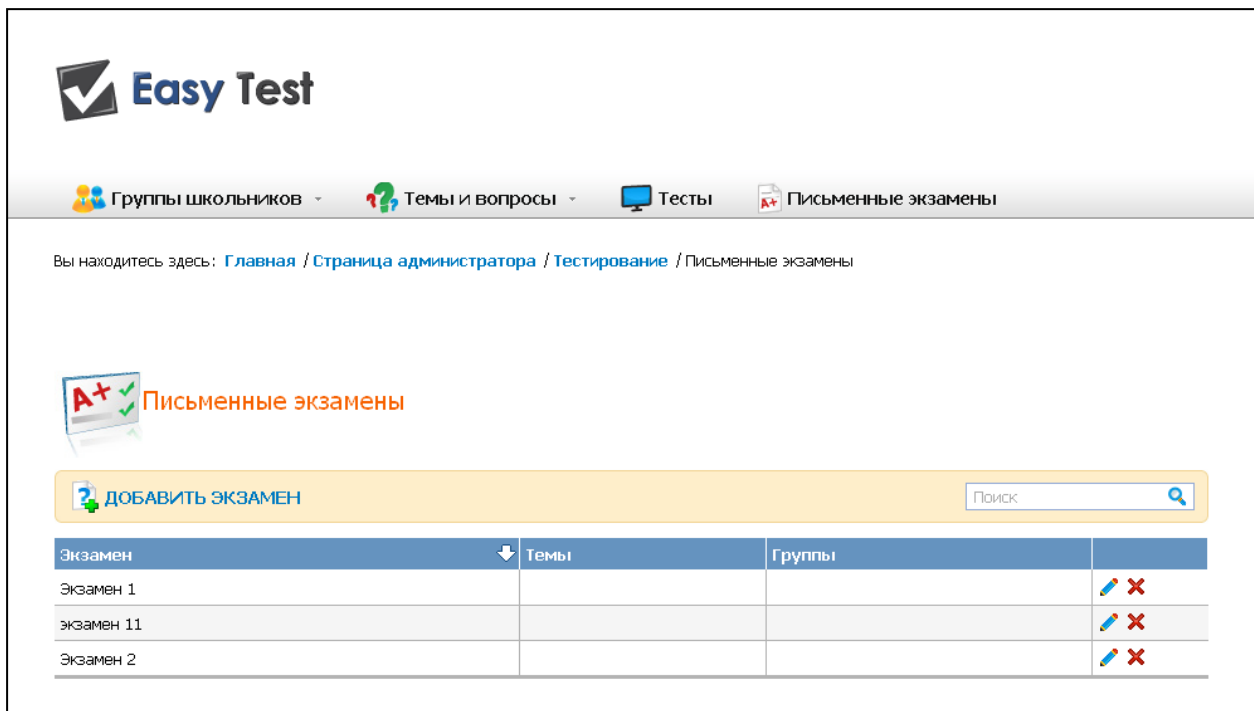 Easy Test
Группы школьников Темы и вопросы Тесты A+ Письменные экзамены
Вы находитесь здесь: Главная / Страница администратора / Тестирование / Письменные экзамены
A+ Письменные экзамены
ДОБАВИТЬ ЭКЗАМЕН Поиск
Экзамен Темы Группы
Экзамен 1
экзамен 11
Экзамен 2